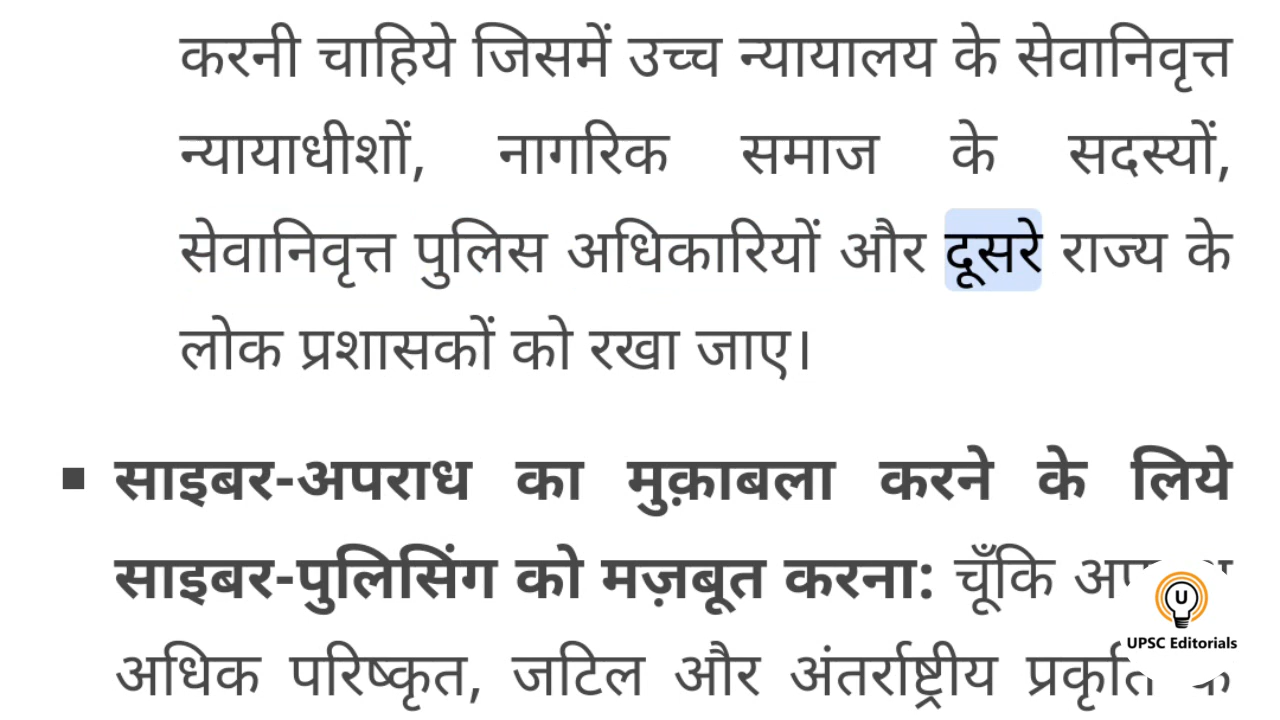 करनी चाहिये जिसमें उच्च न्यायालय के सेवानिवृत्त
न्यायाधीशों, नागरिक समाज के सदस्यों,
सेवानिवृत्त पुलिस अधिकारियों और दूसरे राज्य के
लोक प्रशासकों को रखा जाए।
साइबर-अपराध का मुक़ाबला करने के लिये
साइबर-पुलिसिंग को मज़बूत करना: चूँकि
अधिक परिष्कृत, जटिल और अंतर्राष्ट्रीय प्रकृति
U
UPSC Editorials